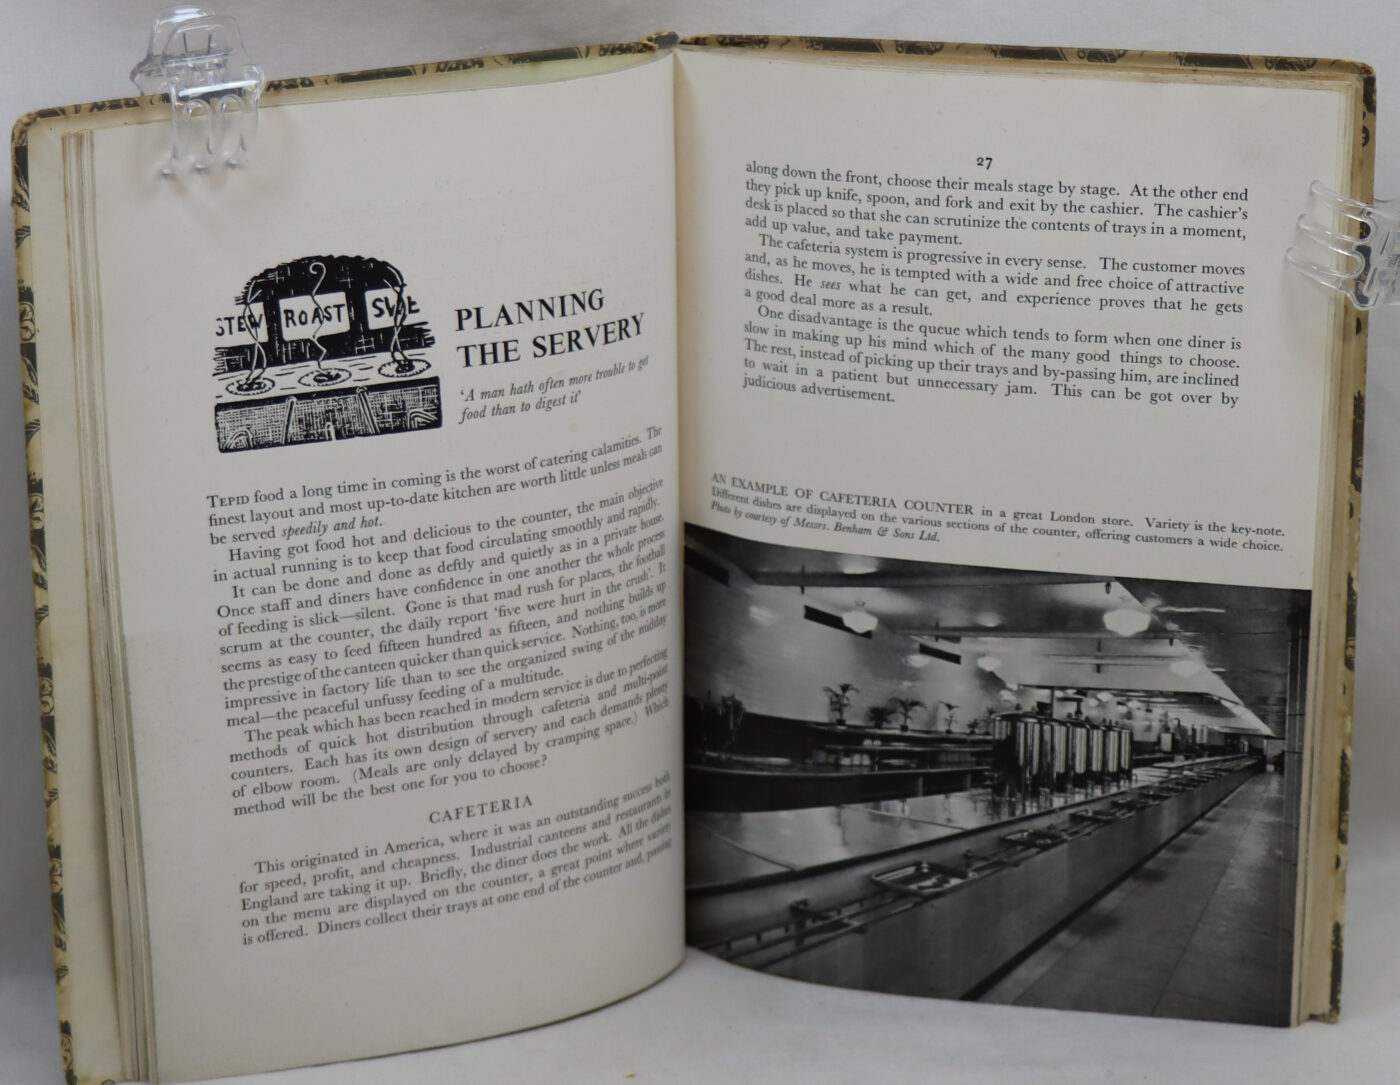 STEW ROAST SWE
PLANNING
THE SERVERY
'A man hath often more trouble to get
food than to digest it'
TEPID food a long time in coming is the worst of catering calamities. The
finest layout and most up-to-date kitchen are worth little unless meals can
be served speedily and hot.
Having got food hot and delicious to the counter, the main objective
in actual running is to keep that food circulating smoothly and rapidly.
It can be done and done as deftly and quietly as in a private house.
Once staff and diners have confidence in one another the whole process
of feeding is slick—silent. Gone is that mad rush for places, the football
scrum at the counter, the daily report 'five were hurt in the crush'. It
seems as easy to feed fifteen hundred as fifteen, and nothing builds up
the prestige of the canteen quicker than quick service. Nothing, too, is more
impressive in factory life than to see the organized swing of the midday
meal—the peaceful unfussy feeding of a multitude.
The peak which has been reached in modern service is due to perfecting
methods of quick hot distribution through cafeteria and multi-point
counters. Each has its own design of servery and each demands plenty
of elbow room. (Meals are only delayed by cramping space.) Which
method will be the best one for you to choose?
CAFETERIA
This originated in America, where it was an outstanding success both
for speed, profit, and cheapness. Industrial canteens and restaurants in
England are taking it up. Briefly, the diner does the work. All the dishes
on the menu are displayed on the counter, a great point where variety
is offered. Diners collect their trays at one end of the counter and, passing
27
along down the front, choose their meals stage by stage. At the other end
they pick up knife, spoon, and fork and exit by the cashier. The cashier's
desk is placed so that she can scrutinize the contents of trays in a moment,
add up value, and take payment.
The cafeteria system is progressive in every sense. The customer moves
and, as he moves, he is tempted with a wide and free choice of attractive
dishes. He sees what he can get, and experience proves that he gets
a good deal more as a result.
One disadvantage is the queue which tends to form when one diner is
slow in making up his mind which of the many good things to choose.
The rest, instead of picking up their trays and by-passing him, are inclined
to wait in a patient but unnecessary jam. This can be got over by
judicious advertisement.
AN EXAMPLE OF CAFETERIA COUNTER in a great London store. Variety is the key-note.
Different dishes are displayed on the various sections of the counter, offering customers a wide choice.
Photo by courtesy of Messrs. Benham & Sons Ltd.